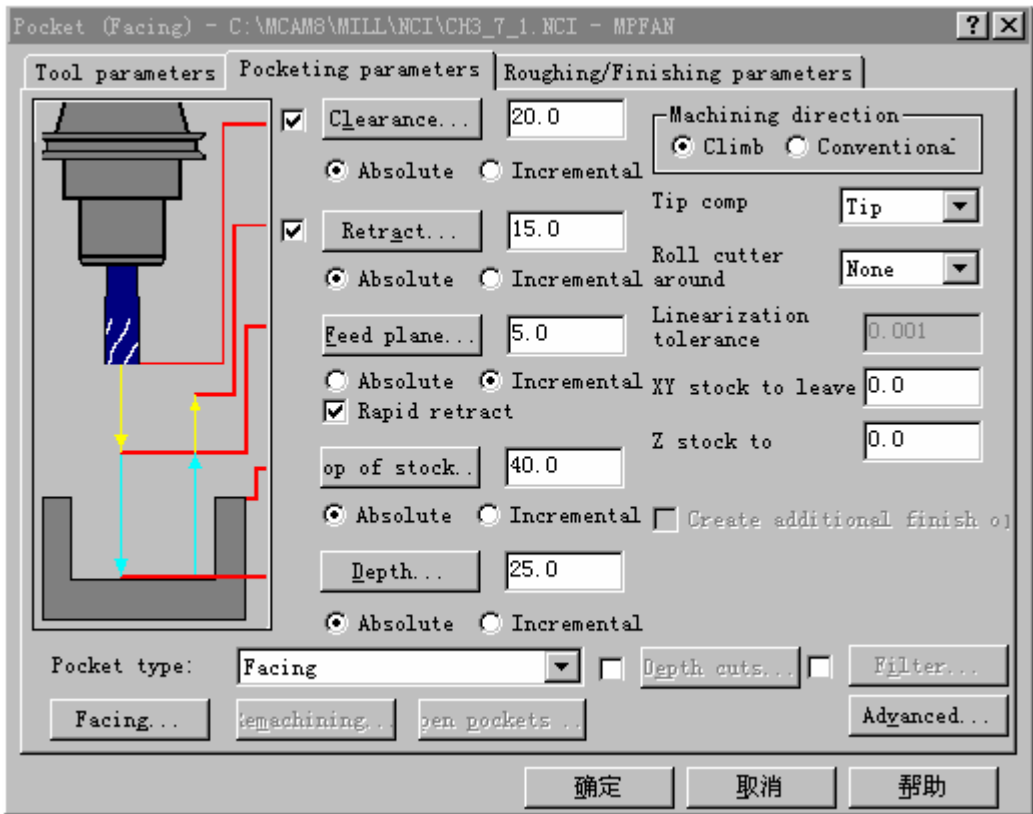 Pocket (Facing) - C:\MCAM8\MILL\NCI\CH3_7_1.NCI - MPFAN
Tool parameters Pocketing parameters Roughing/Finishing parameters
Clearance... 20.0
Absolute Incremental
Retract... 15.0
Absolute Incremental
Feed plane... 5.0
Absolute Incremental
Rapid retract
op of stock.. 40.0
Absolute Incremental
Depth... 25.0
Absolute Incremental
Machining direction
Climb Conventional
Tip comp Tip
Roll cutter
around None
Linearization
tolerance 0.001
XY stock to leave 0.0
Z stock to 0.0
Create additional finish o
Pocket type: Facing Depth cuts... Filter...
Facing... Remachining... pen pockets .. Advanced...
确定 取消 帮助